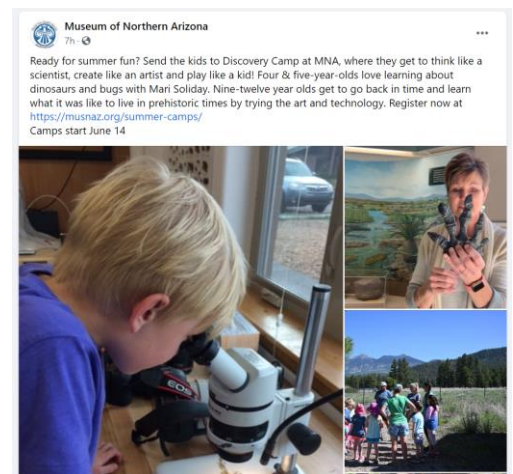 Museum of Northern Arizona
7h ·
Ready for summer fun? Send the kids to Discovery Camp at MNA, where they get to think like a
scientist, create like an artist and play like a kid! Four & five-year-olds love learning about
dinosaurs and bugs with Mari Soliday. Nine-twelve year olds get to go back in time and learn
what it was like to live in prehistoric times by trying the art and technology. Register now at
https://musnaz.org/summer-camps/
Camps start June 14
EOS